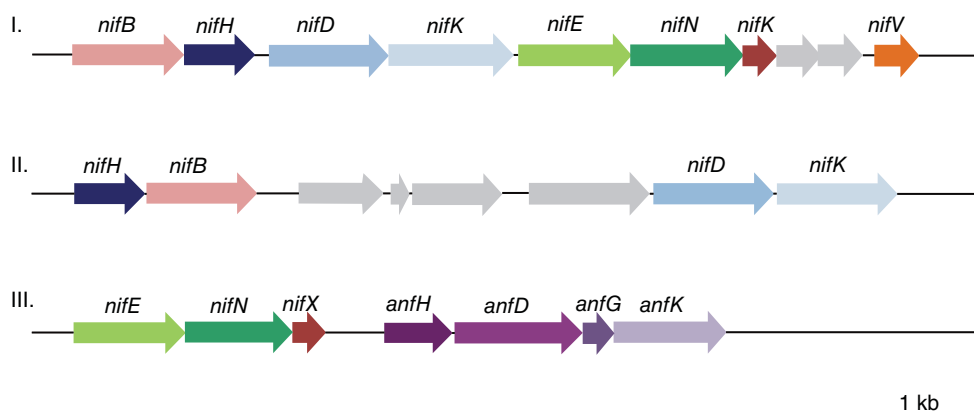 I. nifB nifH nifD nifK nifE nifN nifK nifV
II. nifH nifB nifD nifK
III. nifE nifN nifX anfH anfD anfG anfK
1 kb